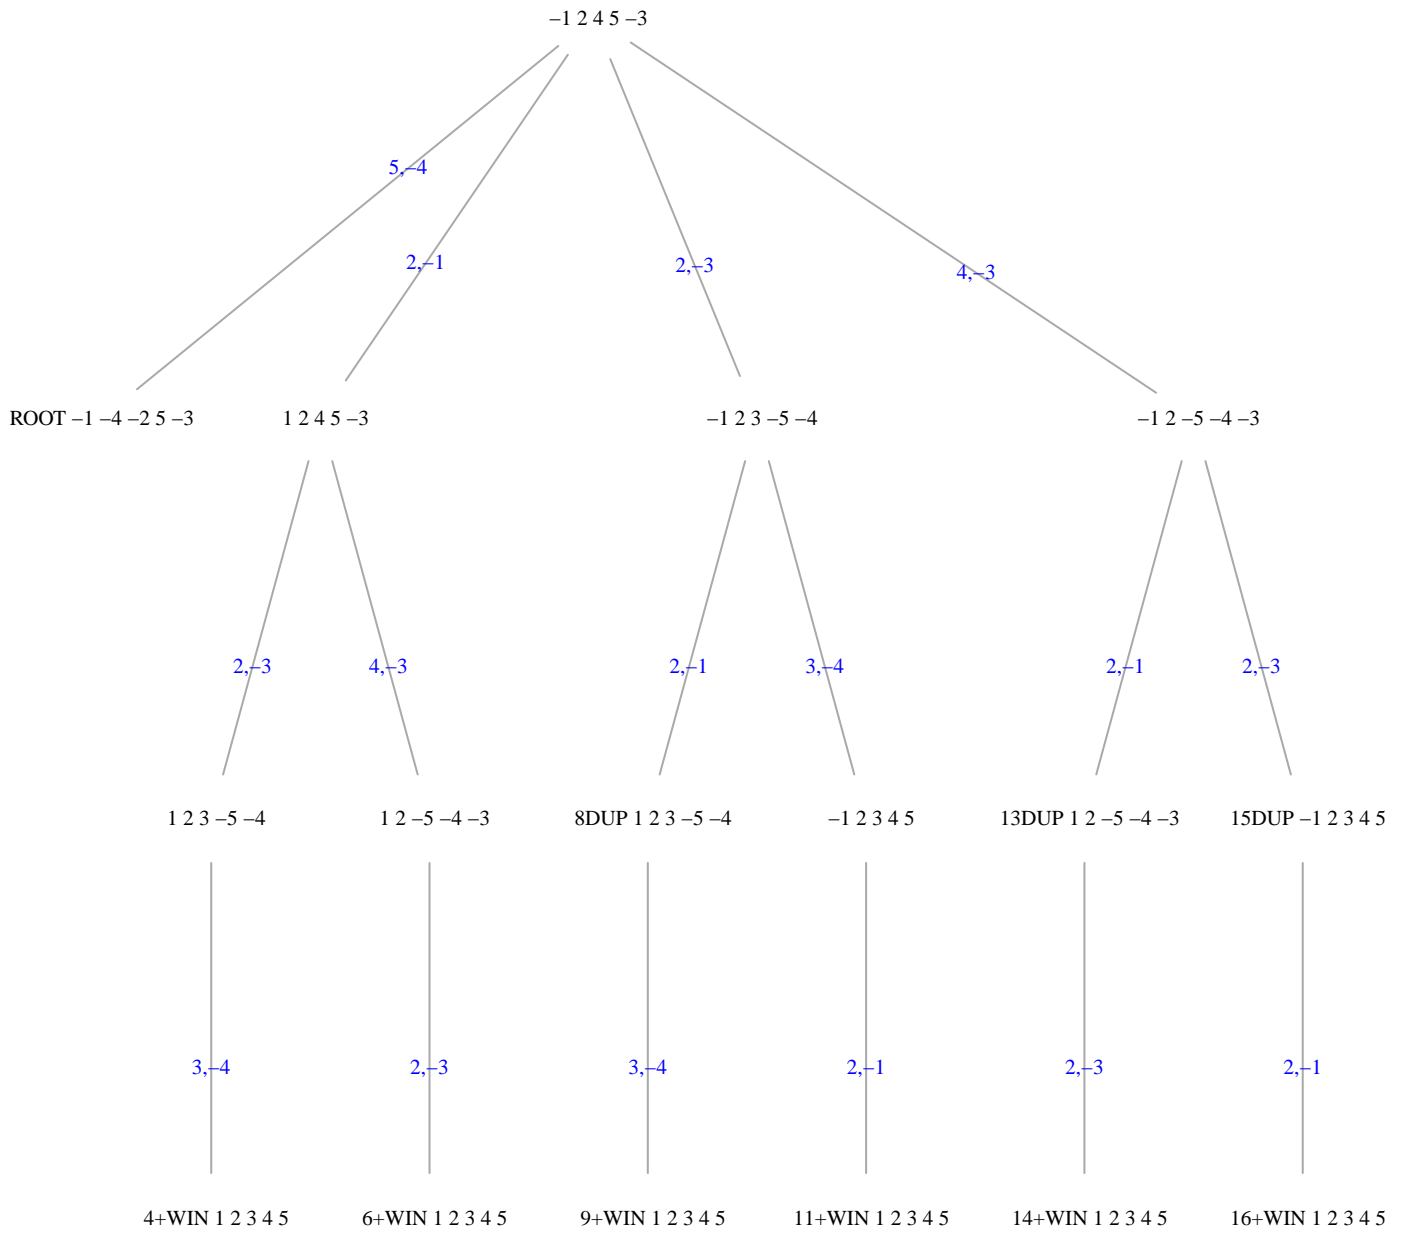 –1 2 4 5 –3
5,–4
2,–1
2,–3
4,–3
ROOT –1 –4 –2 5 –3
1 2 4 5 –3
–1 2 3 –5 –4
–1 2 –5 –4 –3
2,–3
4,–3
2,–1
3,–4
2,–1
2,–3
1 2 3 –5 –4
1 2 –5 –4 –3
8DUP 1 2 3 –5 –4
–1 2 3 4 5
13DUP 1 2 –5 –4 –3
15DUP –1 2 3 4 5
3,–4
2,–3
3,–4
2,–1
2,–3
2,–1
4+WIN 1 2 3 4 5
6+WIN 1 2 3 4 5
9+WIN 1 2 3 4 5
11+WIN 1 2 3 4 5
14+WIN 1 2 3 4 5
16+WIN 1 2 3 4 5